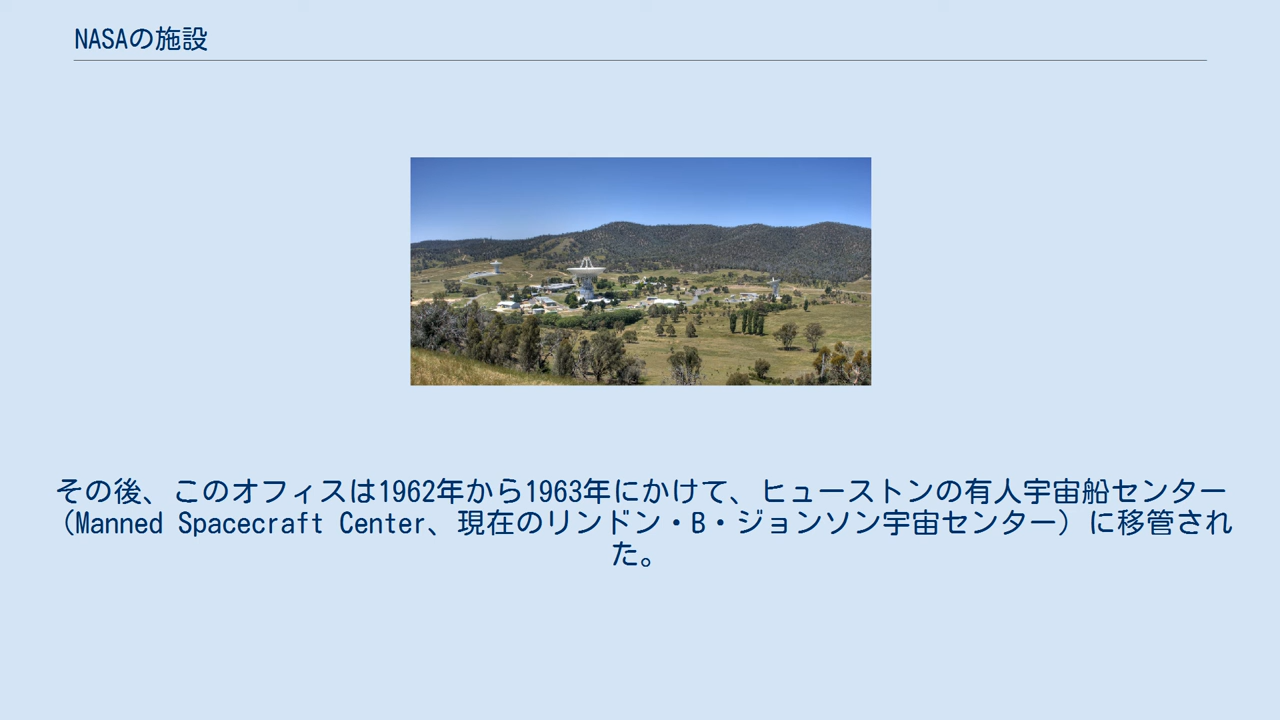 NASAの施設
その後、このオフィスは1962年から1963年にかけて、ヒューストンの有人宇宙船センター
（Manned Spacecraft Center、現在のリンドン・B・ジョンソン宇宙センター）に移管され
た。